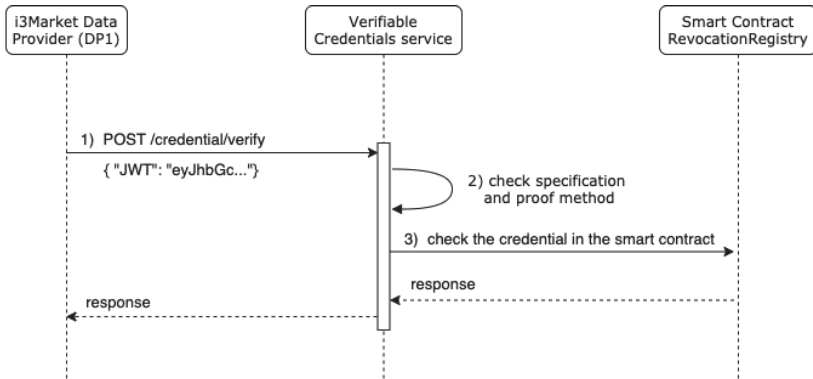 i3Market Data
Provider (DP1)
Verifiable
Credentials service
Smart Contract
RevocationRegistry
1) POST /credential/verify
{ "JWT": "eyJhbGc..."}
2) check specification
and proof method
3) check the credential in the smart contract
response
response